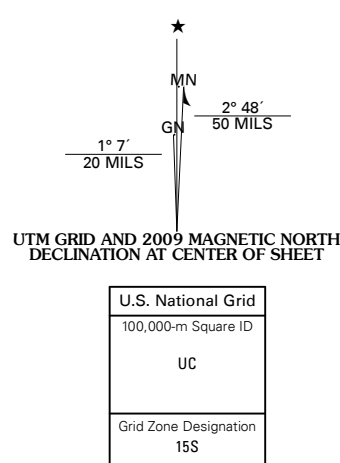 ★
MN
2° 48´
50 MILS
GN
1° 7´
20 MILS
UTM GRID AND 2009 MAGNETIC NORTH
DECLINATION AT CENTER OF SHEET
U.S. National Grid
100,000-m Square ID
UC
Grid Zone Designation
15S